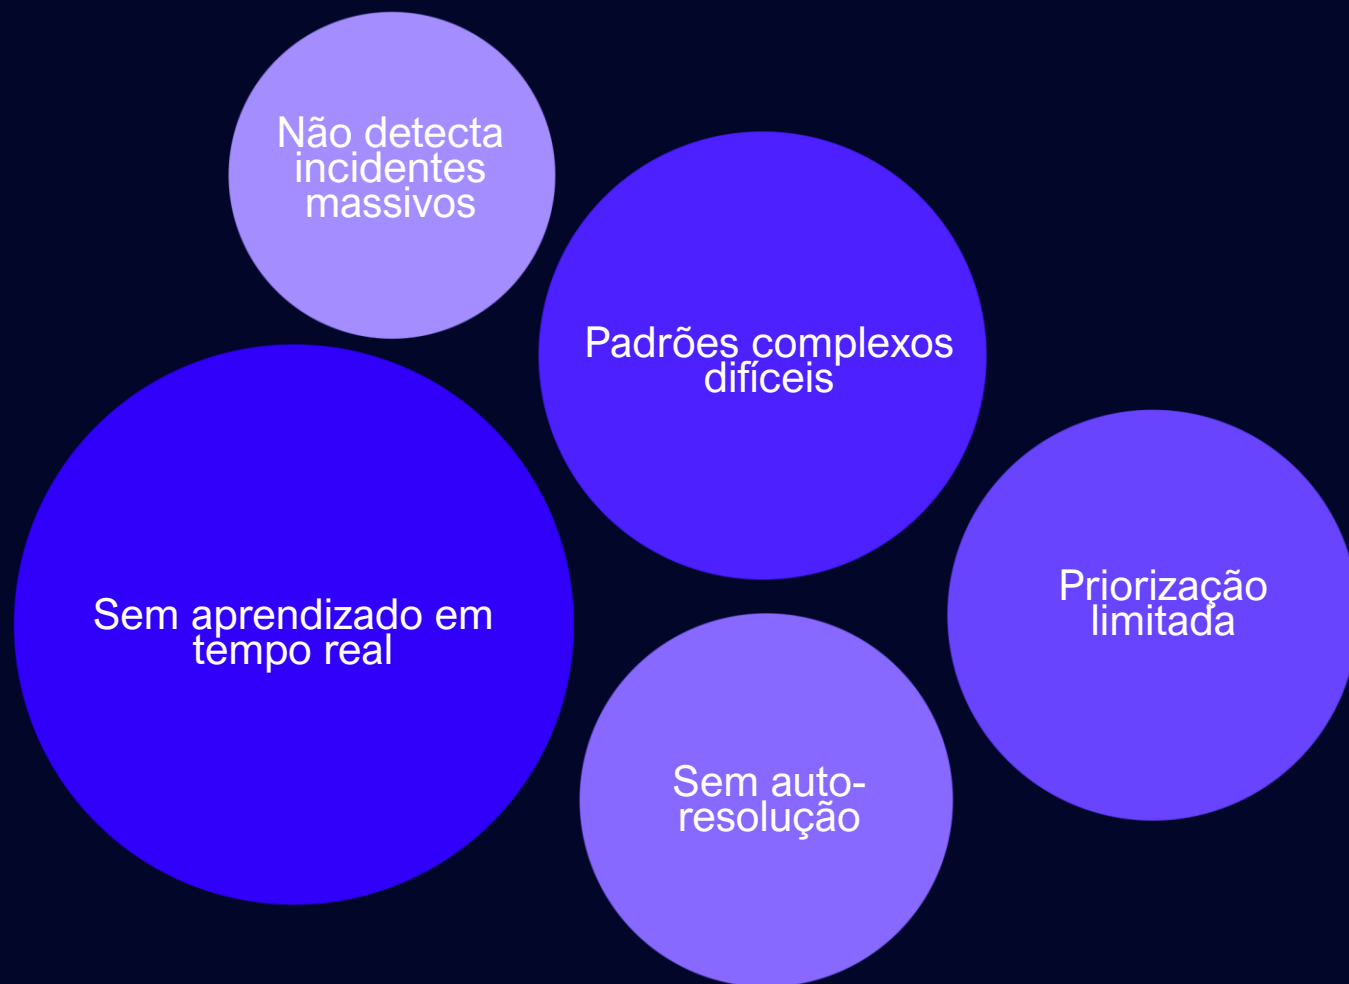 Não detecta
incidentes
massivos
Padrões complexos
difíceis
Sem aprendizado em
tempo real
Priorização
limitada
Sem auto-
resolução